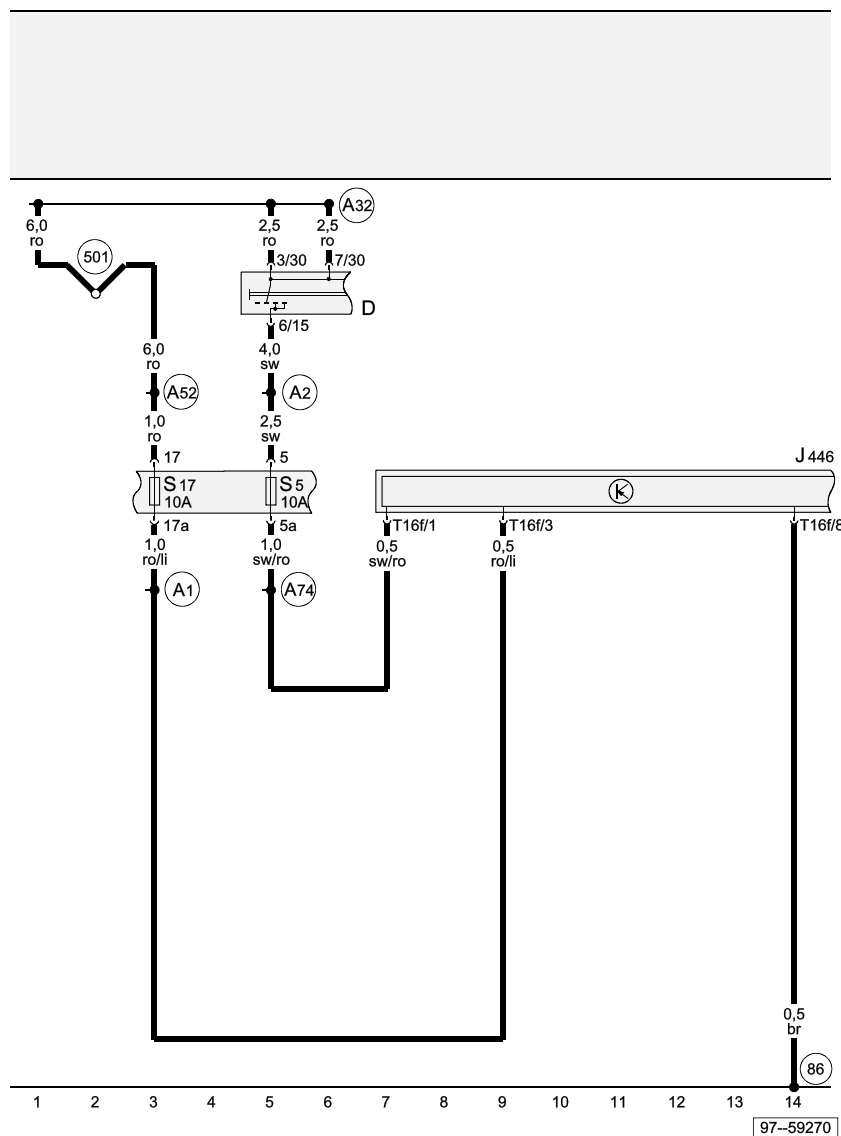 A32
6,0
ro
2,5
ro
2,5
ro
501
3/30
7/30
D
6/15
6,0
ro
4,0
sw
A52
A2
1,0
ro
2,5
sw
17
5
J 446
S 17
10A
S 5
10A
17a
5a
T16f/1
T16f/3
T16f/8
1,0
ro/li
1,0
sw/ro
0,5
sw/ro
0,5
ro/li
A1
A74
0,5
br
86
1 2 3 4 5 6 7 8 9 10 11 12 13 14
97--59270